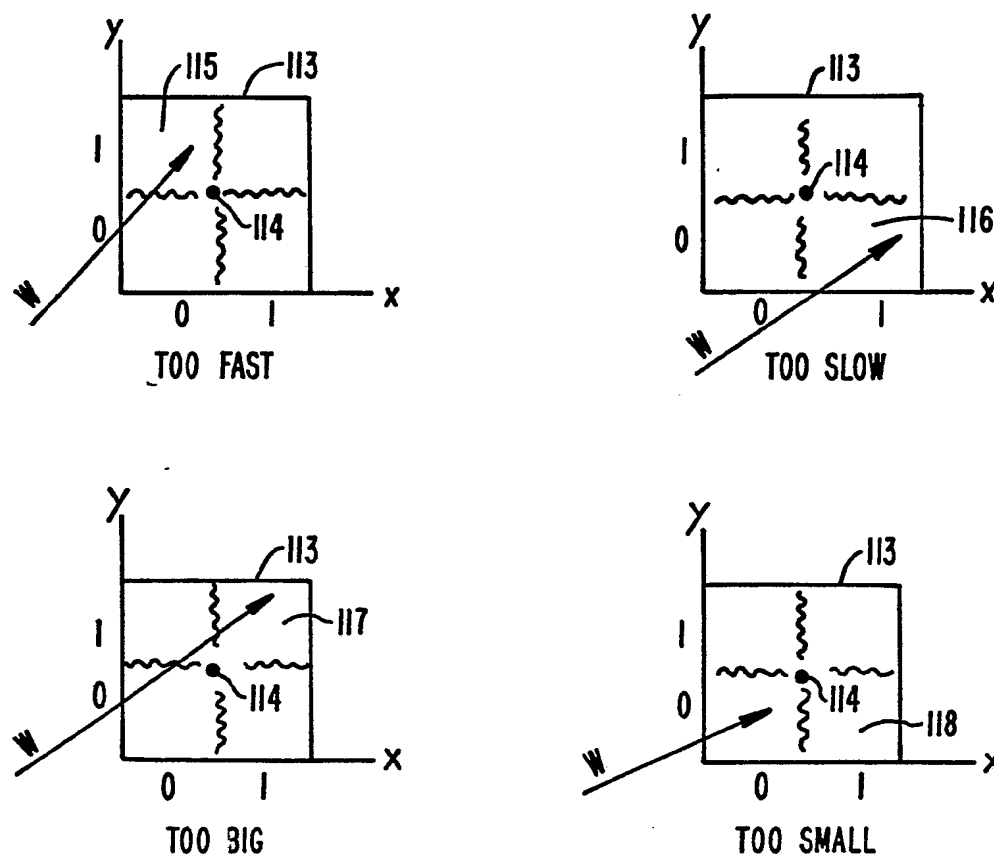 y
115 113
1
114
0
W
0 1 x
TOO FAST
y
113
1
114
116
0
0 1 x
W
TOO SLOW
y
113
1
117
0
114
W
x
0 1
TOO BIG
y
113
1
114
0
118
W
x
0 1
TOO SMALL